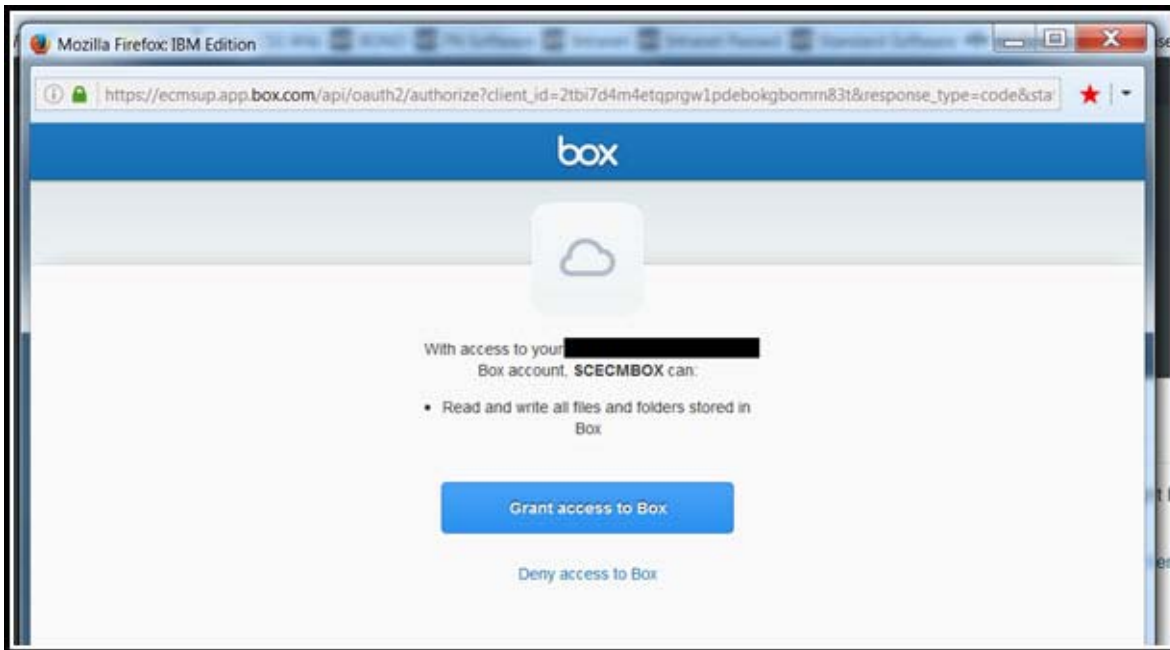 Mozilla Firefox: IBM Edition
https://ecmsup.app.box.com/api/oauth2/authorize?client_id=2tbi7d4m4etqprgw1pdebokgbomrn83t&response_type=code&sta
box
With access to your
Box account, SCECMBOX can:
• Read and write all files and folders stored in
Box
Grant access to Box
Deny access to Box